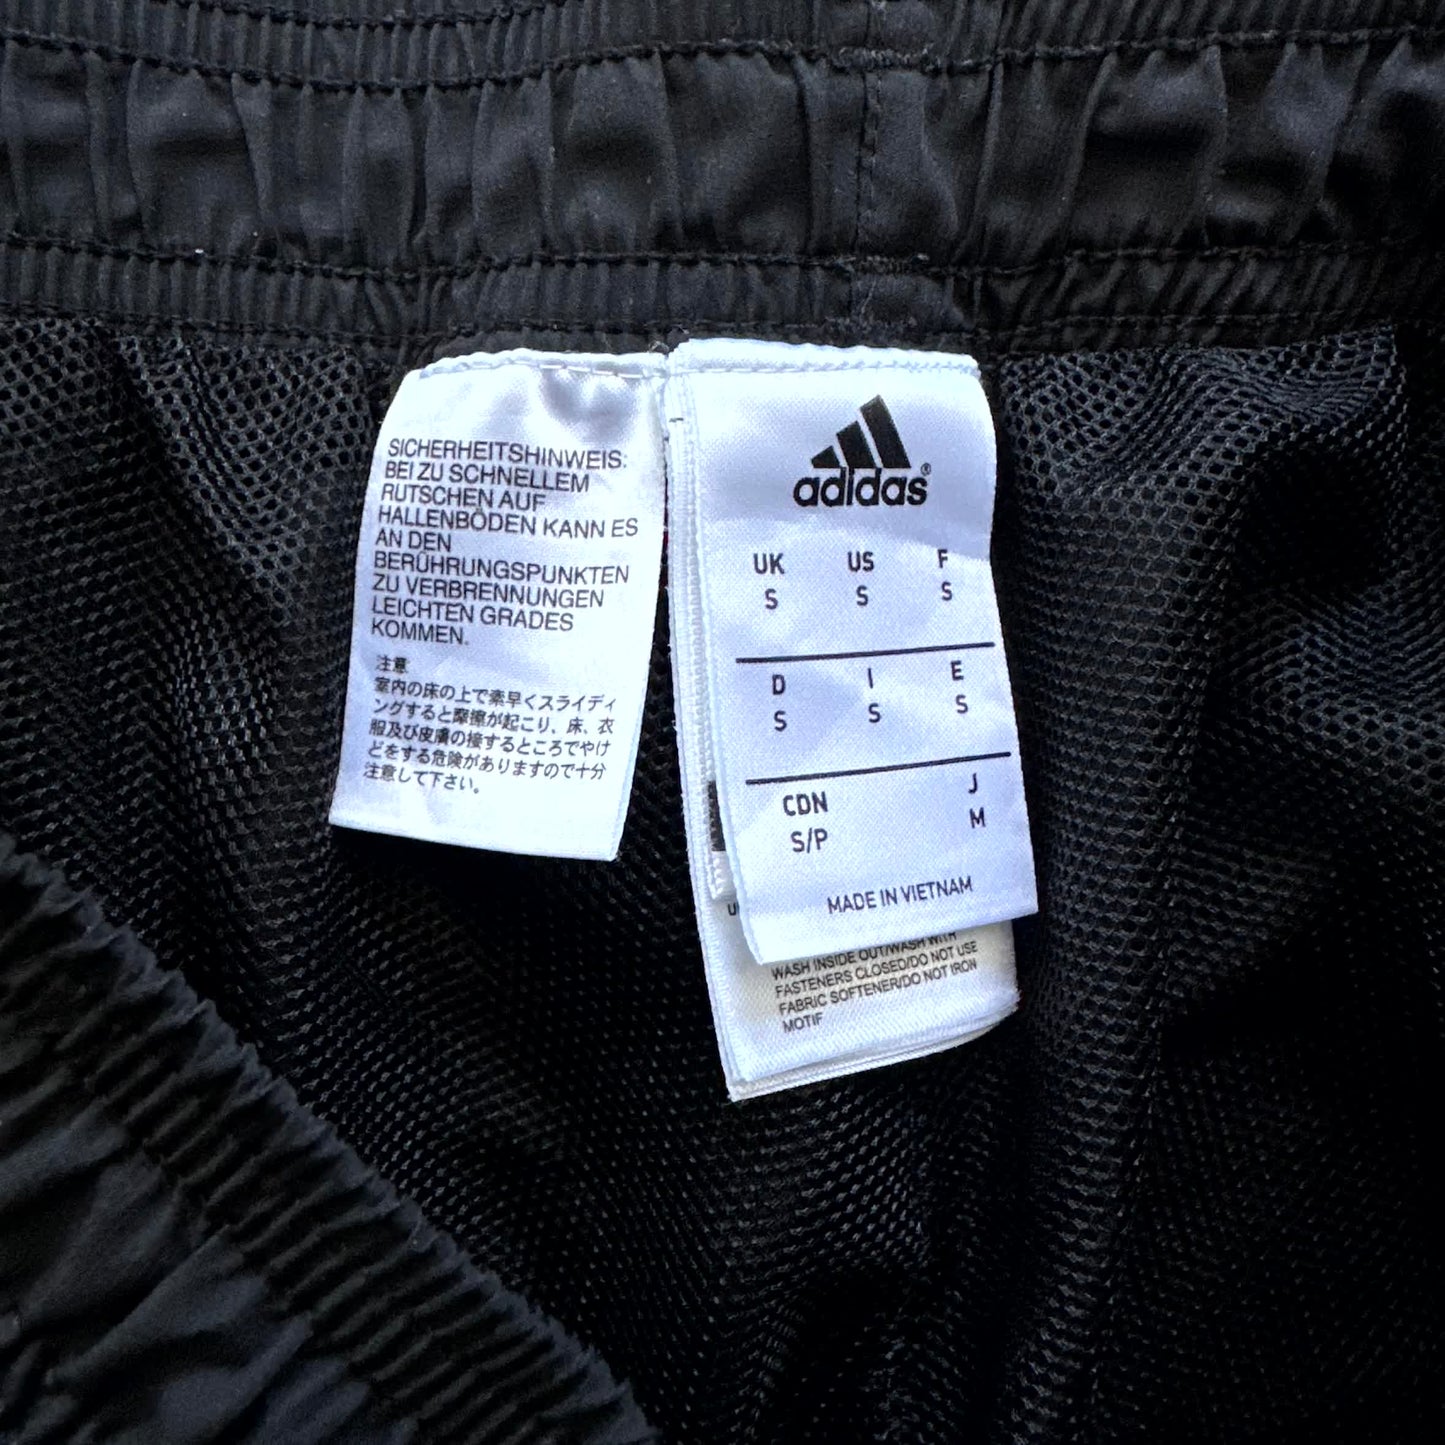 SICHERHEITSHINWEIS:
BEI ZU SCHNELLEM
RUTSCHEN AUF
HALLENBÖDEN KANN ES
AN DEN
BERÜHRUNGSPUNKTEN
ZU VERBRENNUNGEN
LEICHTEN GRADES
KOMMEN.
注意
室内の床の上で素早くスライディ
ングすると摩擦が起こり、床、衣
服及び皮膚の接するところでやけ
どをする危険がありますので十分
注意して下さい。
adidas®
UK US F
S S S
D I E
S S S
CDN J
S/P M
MADE IN VIETNAM
WASH INSIDE OUT/WASH WITH
FASTENERS CLOSED/DO NOT USE
FABRIC SOFTENER/DO NOT IRON
MOTIF